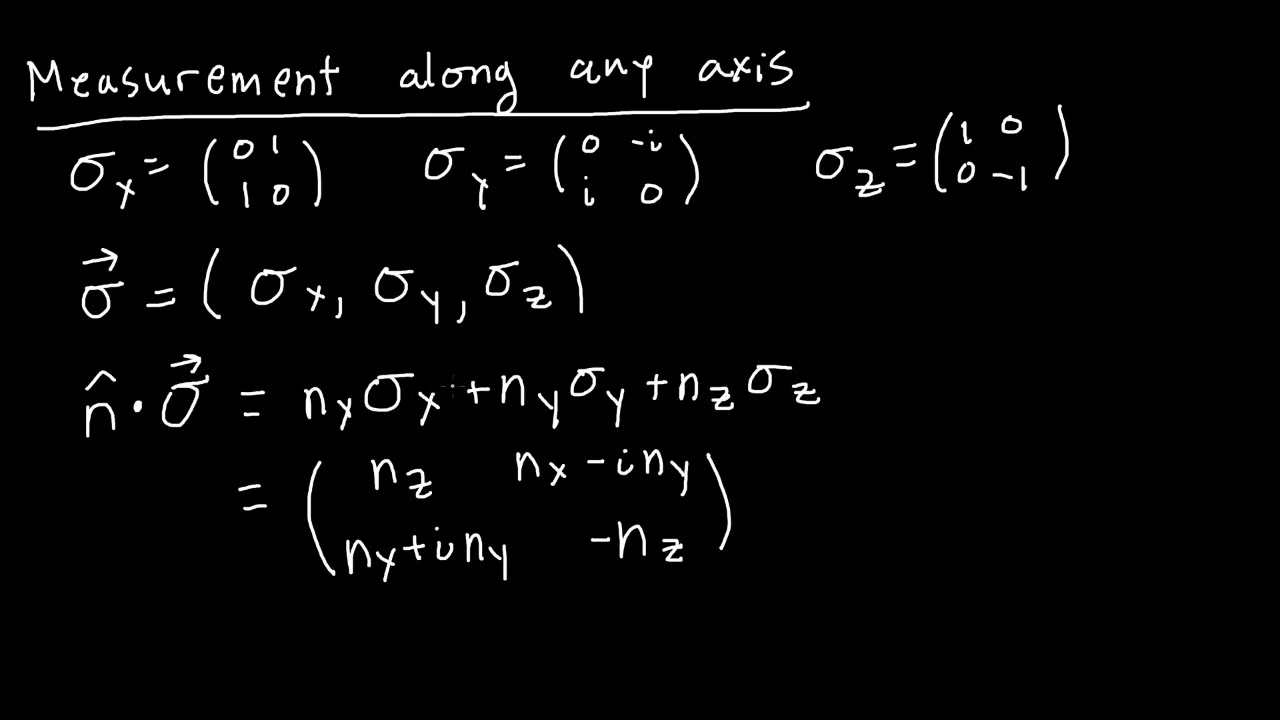 Measurement along any axis
σx = (0 1 / 1 0) σy = (0 -i / i 0) σz = (1 0 / 0 -1)
σ⃗ = (σx, σy, σz)
n̂ · σ⃗ = nxσx + nyσy + nzσz
= ( nz nx - iny
ny + iny -nz )